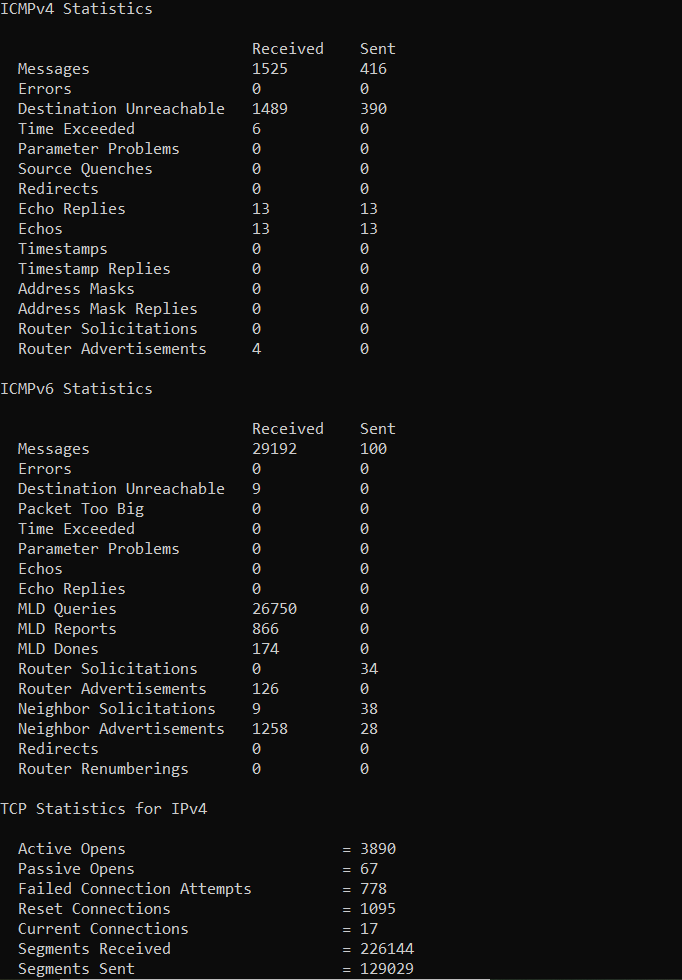 ICMPv4 Statistics
Received Sent
Messages 1525 416
Errors 0 0
Destination Unreachable 1489 390
Time Exceeded 6 0
Parameter Problems 0 0
Source Quenches 0 0
Redirects 0 0
Echo Replies 13 13
Echos 13 13
Timestamps 0 0
Timestamp Replies 0 0
Address Masks 0 0
Address Mask Replies 0 0
Router Solicitations 0 0
Router Advertisements 4 0
ICMPv6 Statistics
Received Sent
Messages 29192 100
Errors 0 0
Destination Unreachable 9 0
Packet Too Big 0 0
Time Exceeded 0 0
Parameter Problems 0 0
Echos 0 0
Echo Replies 0 0
MLD Queries 26750 0
MLD Reports 866 0
MLD Dones 174 0
Router Solicitations 0 34
Router Advertisements 126 0
Neighbor Solicitations 9 38
Neighbor Advertisements 1258 28
Redirects 0 0
Router Renumberings 0 0
TCP Statistics for IPv4
Active Opens = 3890
Passive Opens = 67
Failed Connection Attempts = 778
Reset Connections = 1095
Current Connections = 17
Segments Received = 226144
Segments Sent = 129029